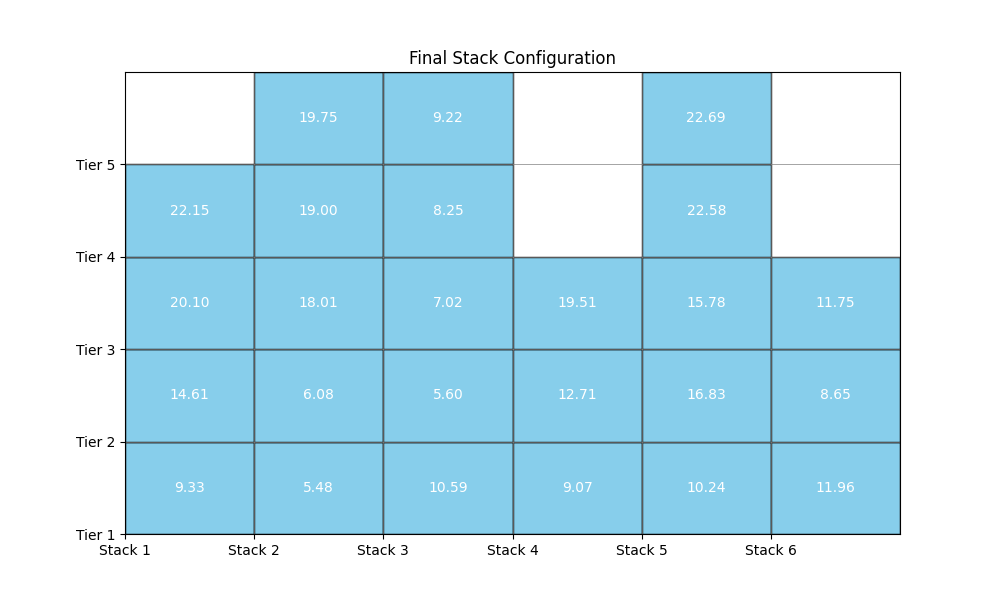 Final Stack Configuration
19.75 9.22 22.69
Tier 5
22.15 19.00 8.25 22.58
Tier 4
20.10 18.01 7.02 19.51 15.78 11.75
Tier 3
14.61 6.08 5.60 12.71 16.83 8.65
Tier 2
9.33 5.48 10.59 9.07 10.24 11.96
Tier 1
Stack 1 Stack 2 Stack 3 Stack 4 Stack 5 Stack 6